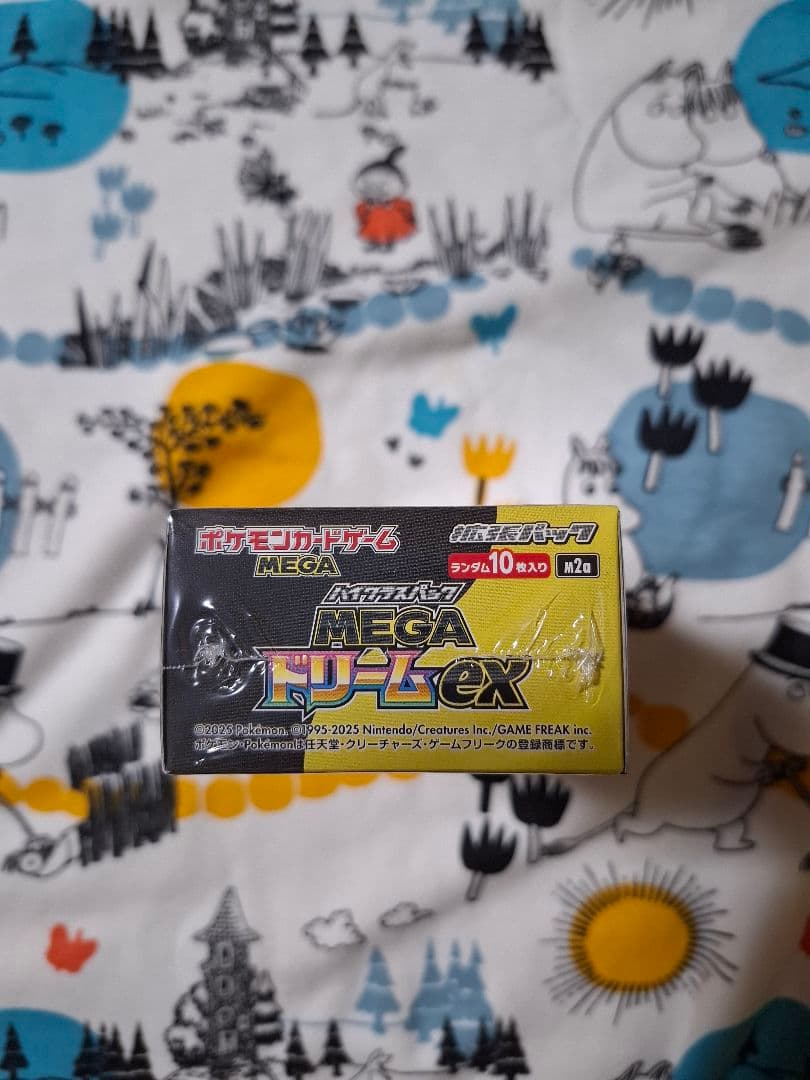 ポケモンカードゲーム
MEGA
拡張パック
ランダム10枚入り
M2a
ハイクラスパック
MEGA
ドリームex
©2025 Pokémon. ©1995-2025 Nintendo/Creatures Inc./GAME FREAK inc.
ポケモン・Pokémonは任天堂・クリーチャーズ・ゲームフリークの登録商標です。